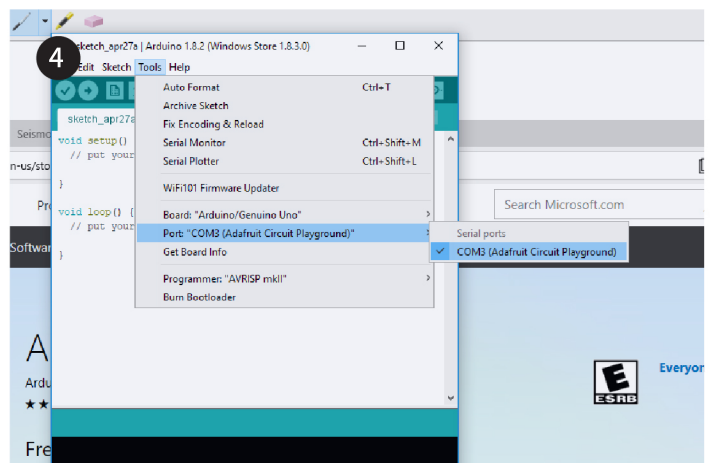 4
sketch_apr27a | Arduino 1.8.2 (Windows Store 1.8.3.0)
Edit Sketch Tools Help
Auto Format Ctrl+T
Archive Sketch
sketch_apr27a
Fix Encoding & Reload
Seismo
void setup()
Serial Monitor Ctrl+Shift+M
// put your
Serial Plotter Ctrl+Shift+L
n-us/sto
}
WiFi101 Firmware Updater
Pr
Search Microsoft.com
void loop() {
Board: "Arduino/Genuino Uno"
// put your
Port: "COM3 (Adafruit Circuit Playground)"
Serial ports
Softwar
}
Get Board Info
COM3 (Adafruit Circuit Playground)
Programmer: "AVRISP mkII"
Burn Bootloader
A
Ardu
E
ESRB
Everyon
Fre